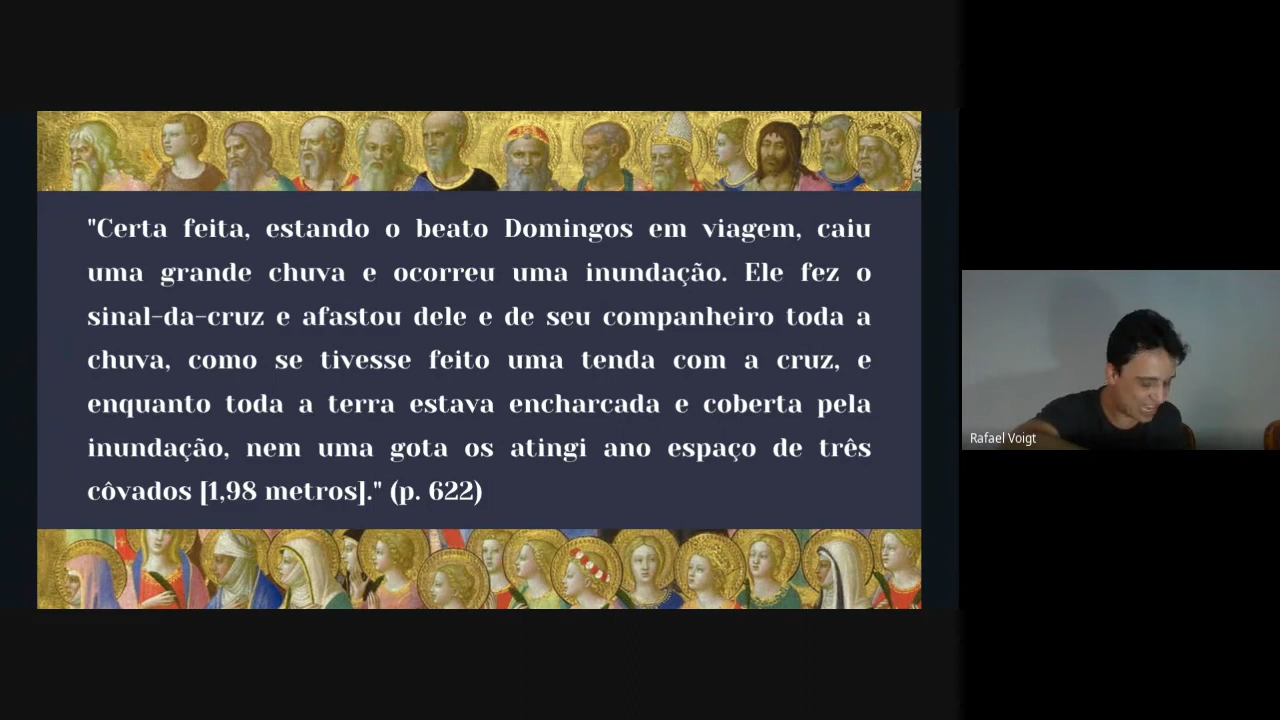 "Certa feita, estando o beato Domingos em viagem, caiu
uma grande chuva e ocorreu uma inundação. Ele fez o
sinal-da-cruz e afastou dele e de seu companheiro toda a
chuva, como se tivesse feito uma tenda com a cruz, e
enquanto toda a terra estava encharcada e coberta pela
inundação, nem uma gota os atingi ano espaço de três
côvados [1,98 metros]." (p. 622)
Rafael Voigt